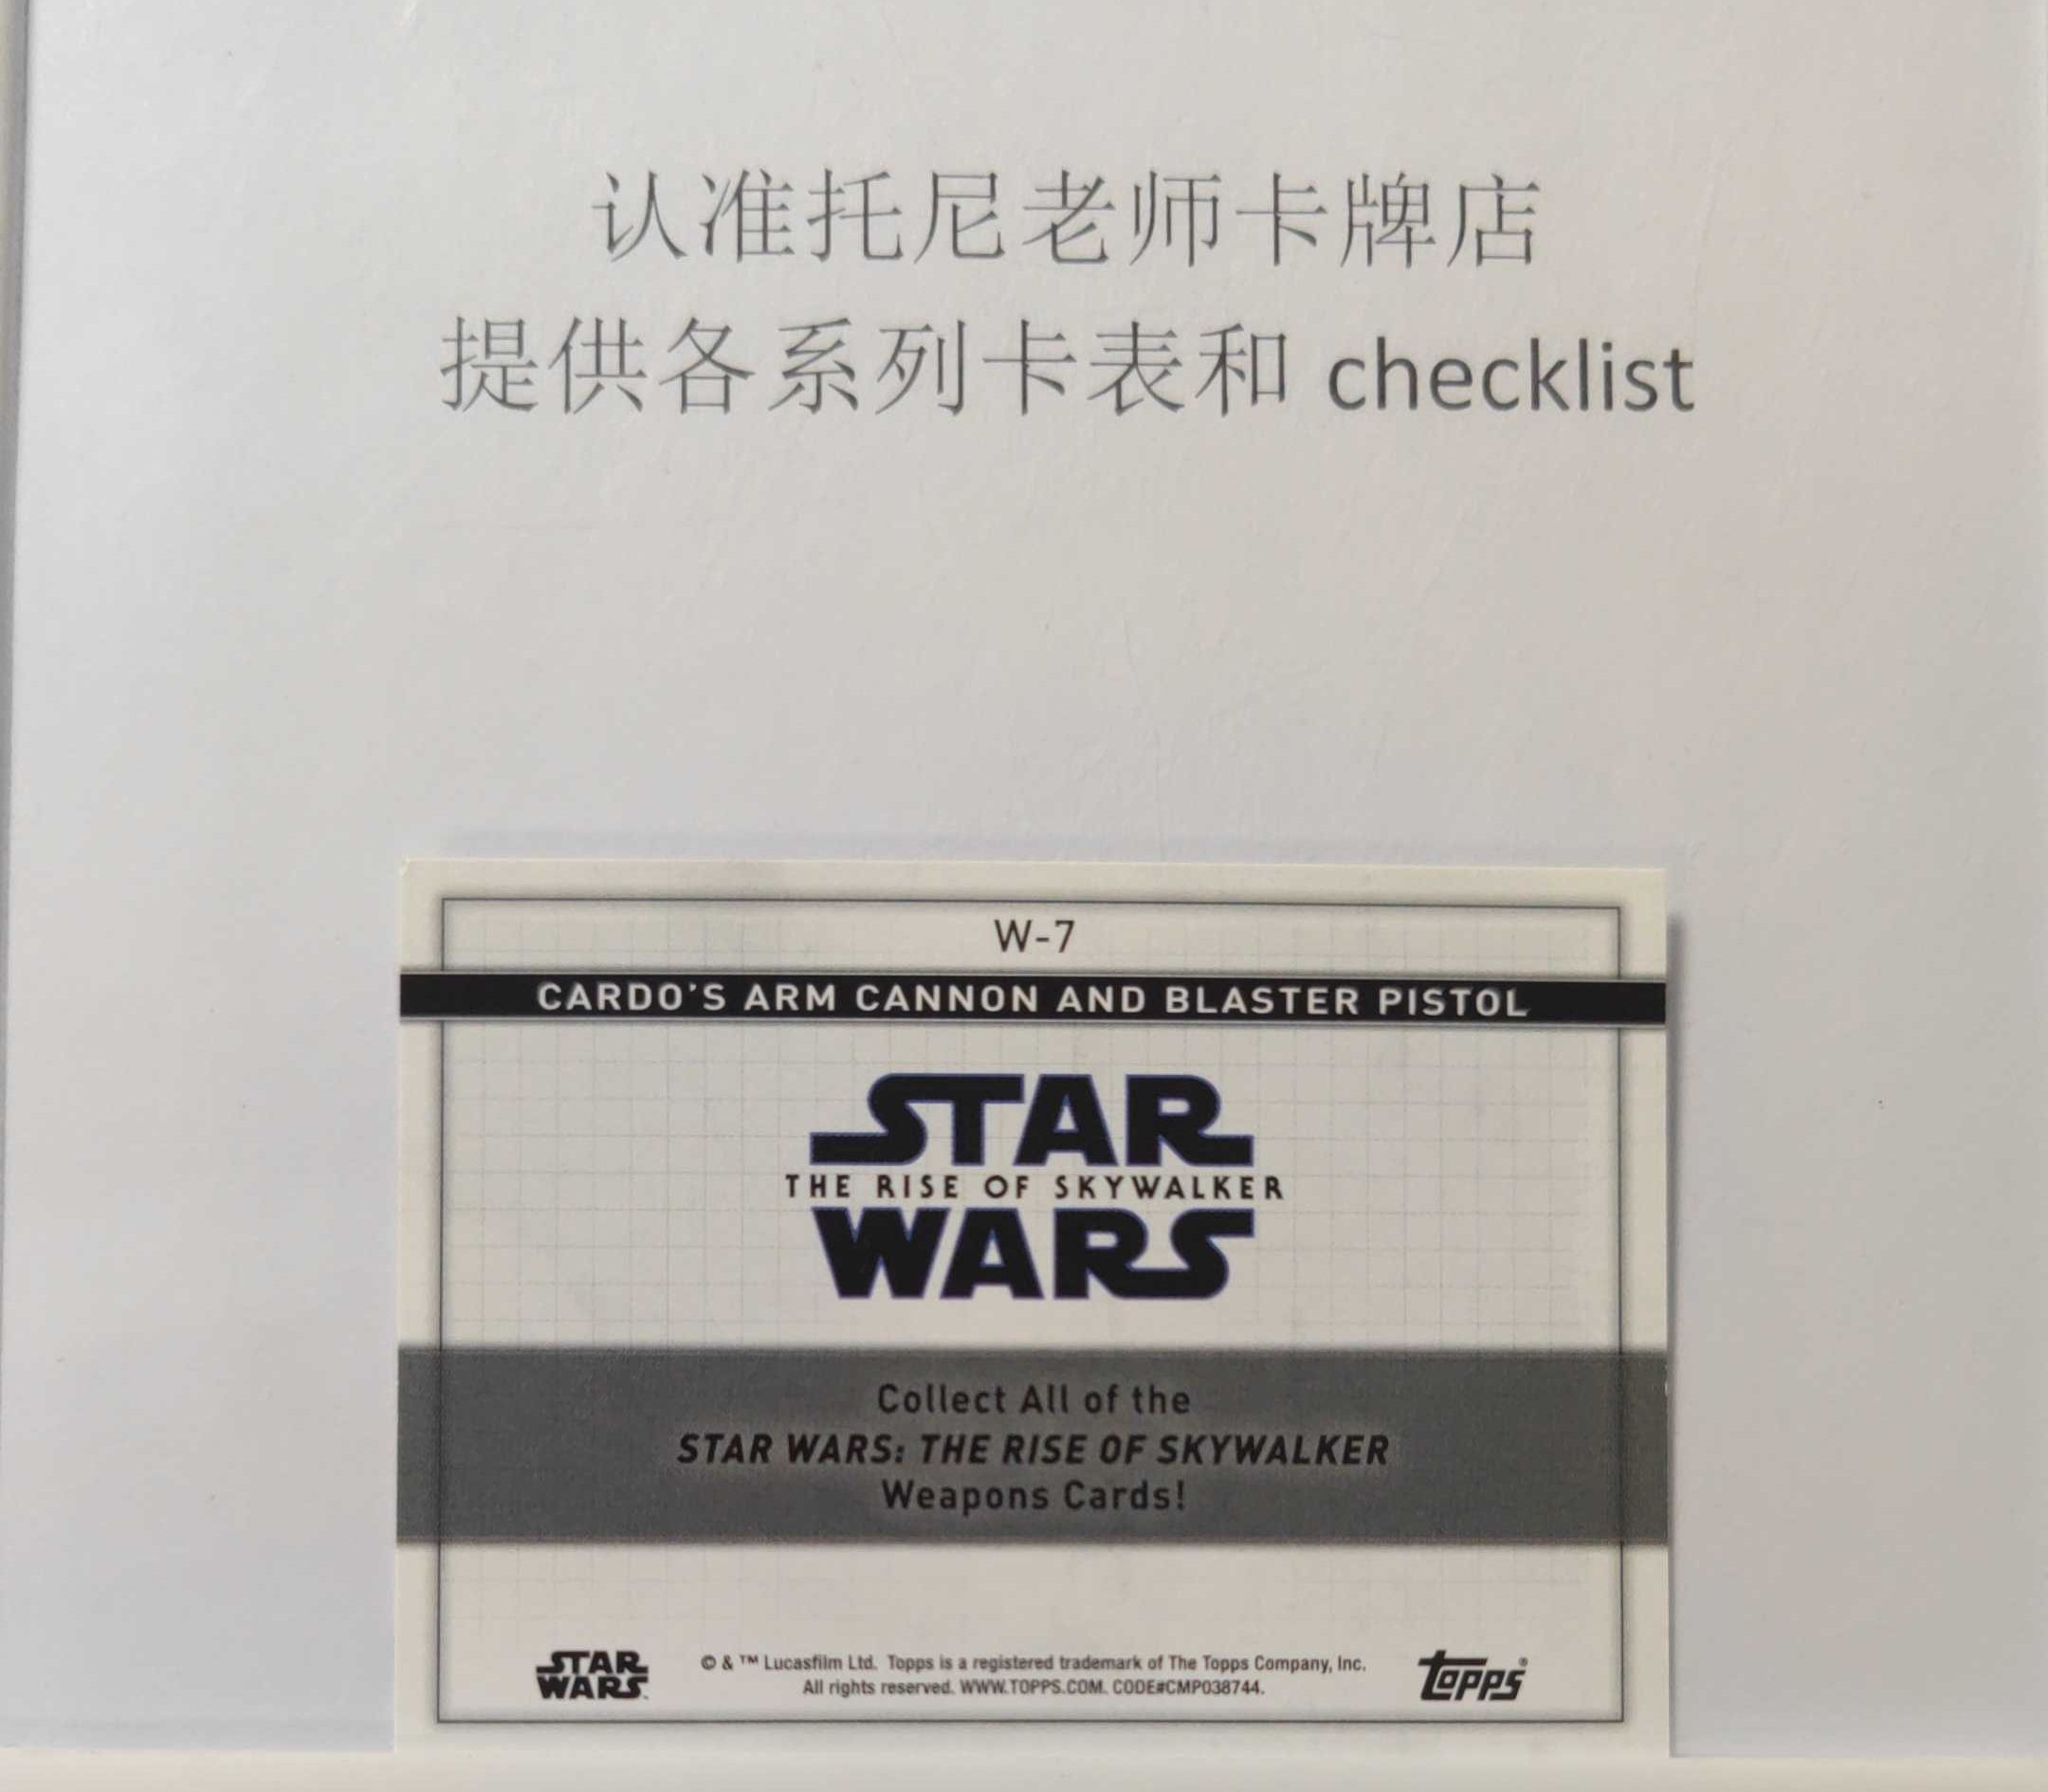 认准托尼老师卡牌店
提供各系列卡表和 checklist
W-7
CARDO'S ARM CANNON AND BLASTER PISTOL
STAR
THE RISE OF SKYWALKER
WARS
Collect All of the
STAR WARS: THE RISE OF SKYWALKER
Weapons Cards!
STAR
WARS
© & ™ Lucasfilm Ltd. Topps is a registered trademark of The Topps Company, Inc.
All rights reserved. WWW.TOPPS.COM. CODE#CMP038744.
topps®